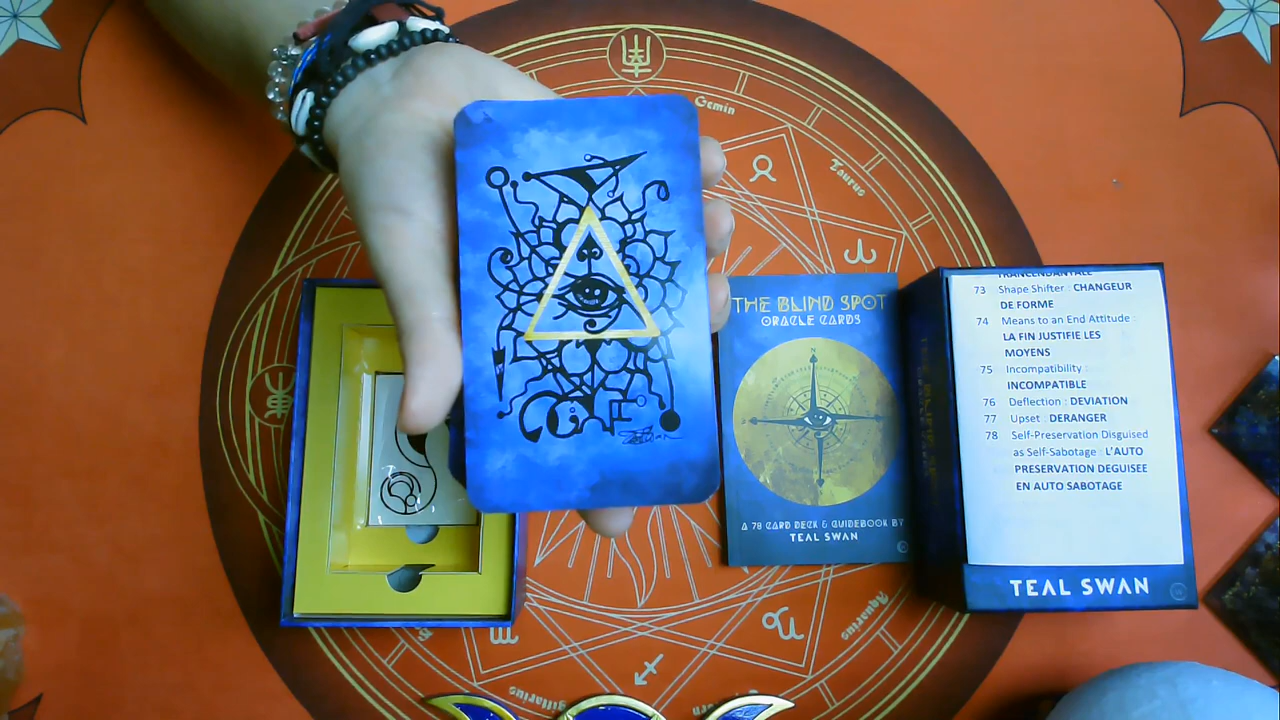 Gemin
Taurus
THE BLIND SPOT
ORACLE CARDS
A 78 CARD DECK & GUIDEBOOK BY
TEAL SWAN
TRANCENDANTALE
73 Shape Shifter : CHANGEUR
DE FORME
74 Means to an End Attitude :
LA FIN JUSTIFIE LES
MOYENS
75 Incompatibility :
INCOMPATIBLE
76 Deflection : DEVIATION
77 Upset : DERANGER
78 Self-Preservation Disguised
as Self-Sabotage : L'AUTO
PRESERVATION DEGUISEE
EN AUTO SABOTAGE
TEAL SWAN
Aquarius